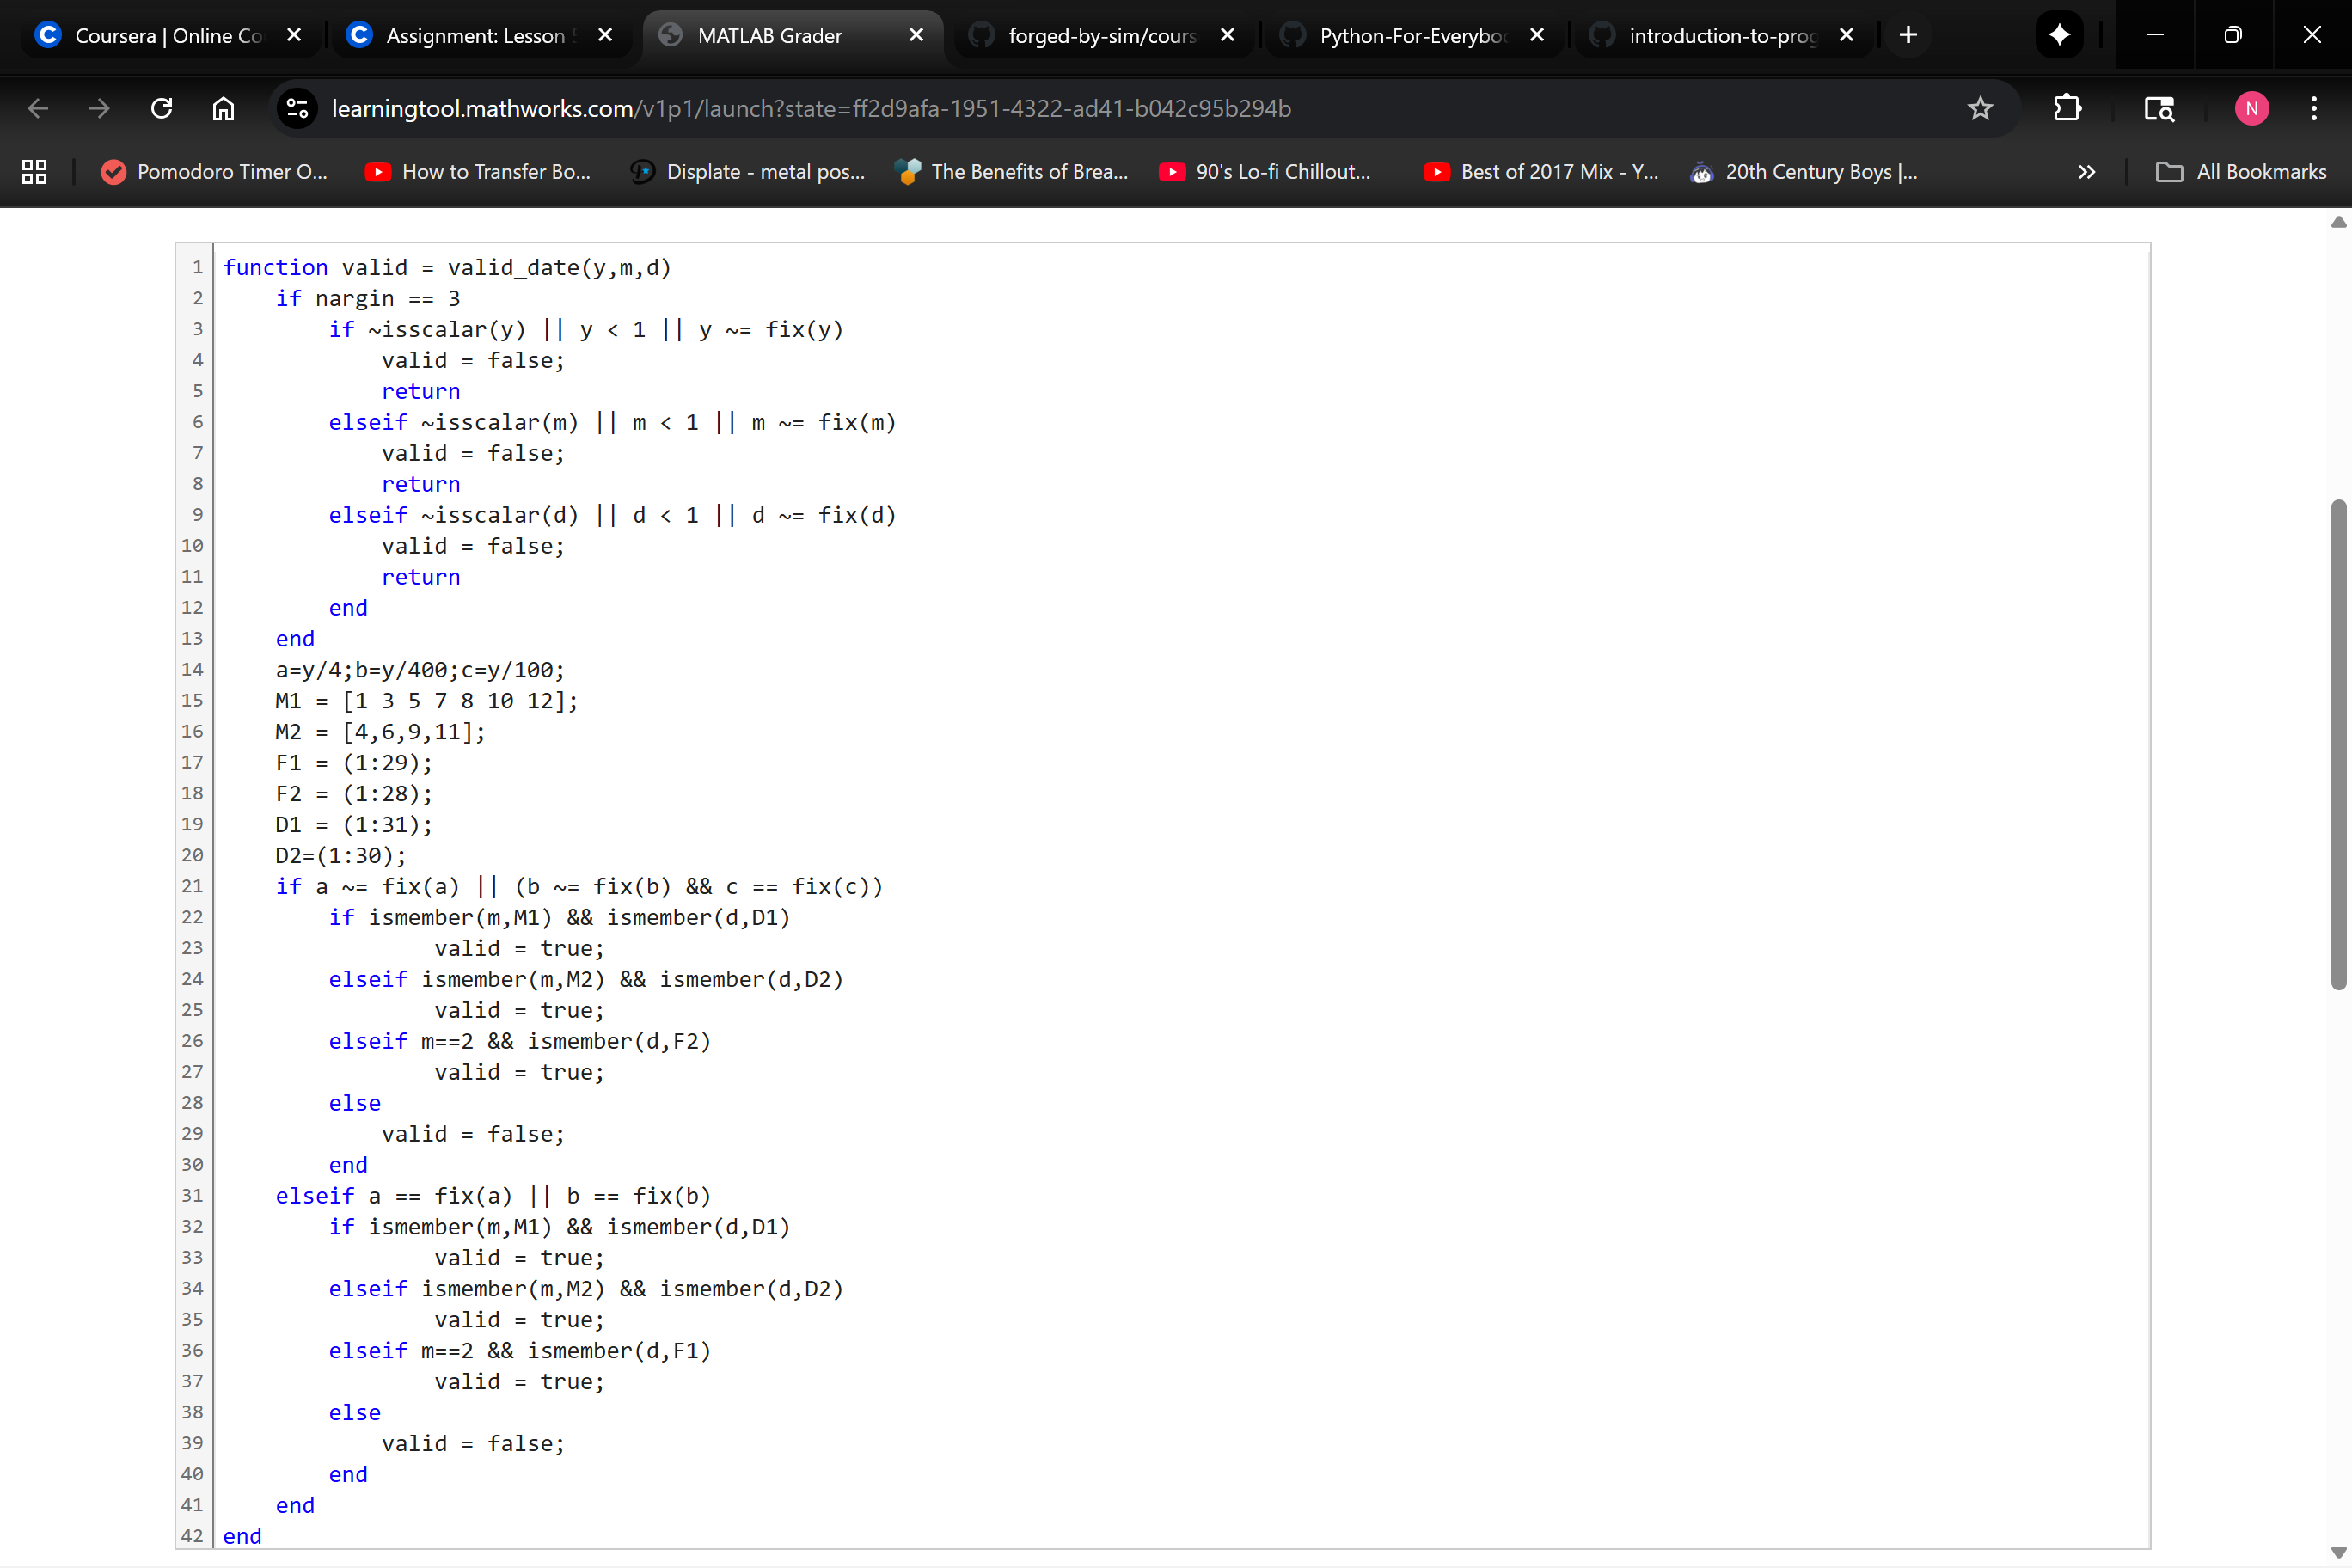 Coursera | Online Co
Assignment: Lesson 5
MATLAB Grader
forged-by-sim/cours
Python-For-Everybo
introduction-to-prog
learningtool.mathworks.com/v1p1/launch?state=ff2d9afa-1951-4322-ad41-b042c95b294b
N
Pomodoro Timer O...
How to Transfer Bo...
Displate - metal pos...
The Benefits of Brea...
90's Lo-fi Chillout...
Best of 2017 Mix - Y...
20th Century Boys |...
All Bookmarks
1 function valid = valid_date(y,m,d)
2     if nargin == 3
3         if ~isscalar(y) || y < 1 || y ~= fix(y)
4             valid = false;
5             return
6         elseif ~isscalar(m) || m < 1 || m ~= fix(m)
7             valid = false;
8             return
9         elseif ~isscalar(d) || d < 1 || d ~= fix(d)
10             valid = false;
11             return
12         end
13     end
14     a=y/4;b=y/400;c=y/100;
15     M1 = [1 3 5 7 8 10 12];
16     M2 = [4,6,9,11];
17     F1 = (1:29);
18     F2 = (1:28);
19     D1 = (1:31);
20     D2=(1:30);
21     if a ~= fix(a) || (b ~= fix(b) && c == fix(c))
22         if ismember(m,M1) && ismember(d,D1)
23                 valid = true;
24         elseif ismember(m,M2) && ismember(d,D2)
25                 valid = true;
26         elseif m==2 && ismember(d,F2)
27                 valid = true;
28         else
29             valid = false;
30         end
31     elseif a == fix(a) || b == fix(b)
32         if ismember(m,M1) && ismember(d,D1)
33                 valid = true;
34         elseif ismember(m,M2) && ismember(d,D2)
35                 valid = true;
36         elseif m==2 && ismember(d,F1)
37                 valid = true;
38         else
39             valid = false;
40         end
41     end
42 end